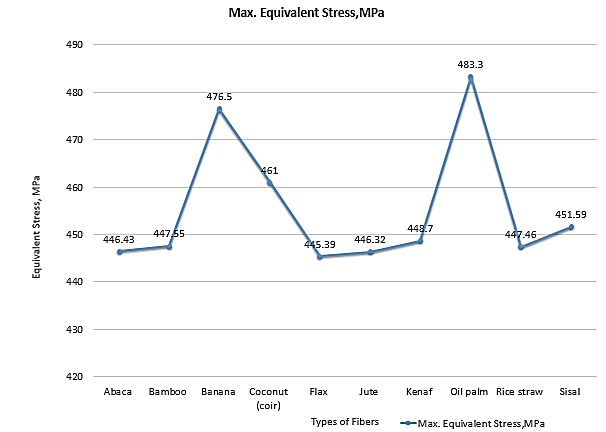 Max. Equivalent Stress,MPa
490
480
470
460
450
440
430
420
Equivalent Stress, MPa
446.43
447.55
476.5
461
445.39
446.32
448.7
483.3
447.46
451.59
Abaca
Bamboo
Banana
Coconut
(coir)
Flax
Jute
Kenaf
Oil palm
Rice straw
Sisal
Types of Fibers
Max. Equivalent Stress,MPa